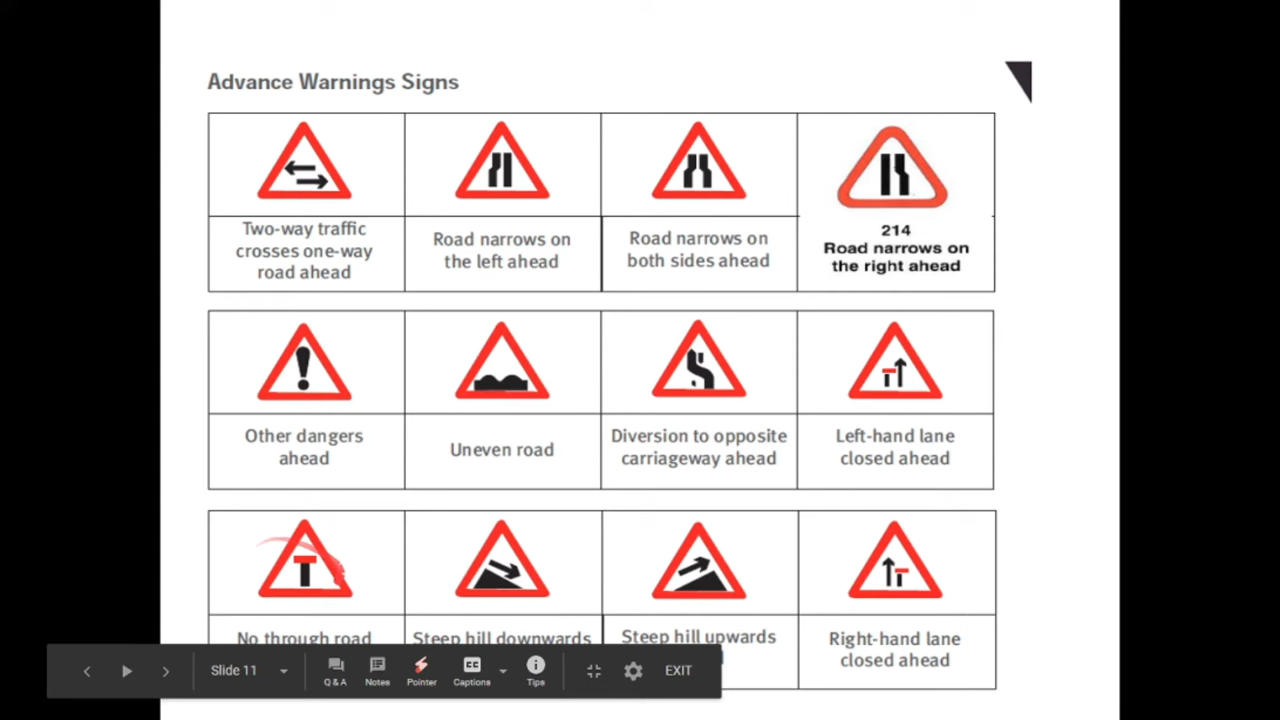 Advance Warnings Signs
Two-way traffic
crosses one-way
road ahead
Road narrows on
the left ahead
Road narrows on
both sides ahead
214
Road narrows on
the right ahead
Other dangers
ahead
Uneven road
Diversion to opposite
carriageway ahead
Left-hand lane
closed ahead
No through road
Steep hill downwards
Steep hill upwards
Right-hand lane
closed ahead
Slide 11
Q & A
Notes
Pointer
CC
Captions
Tips
EXIT